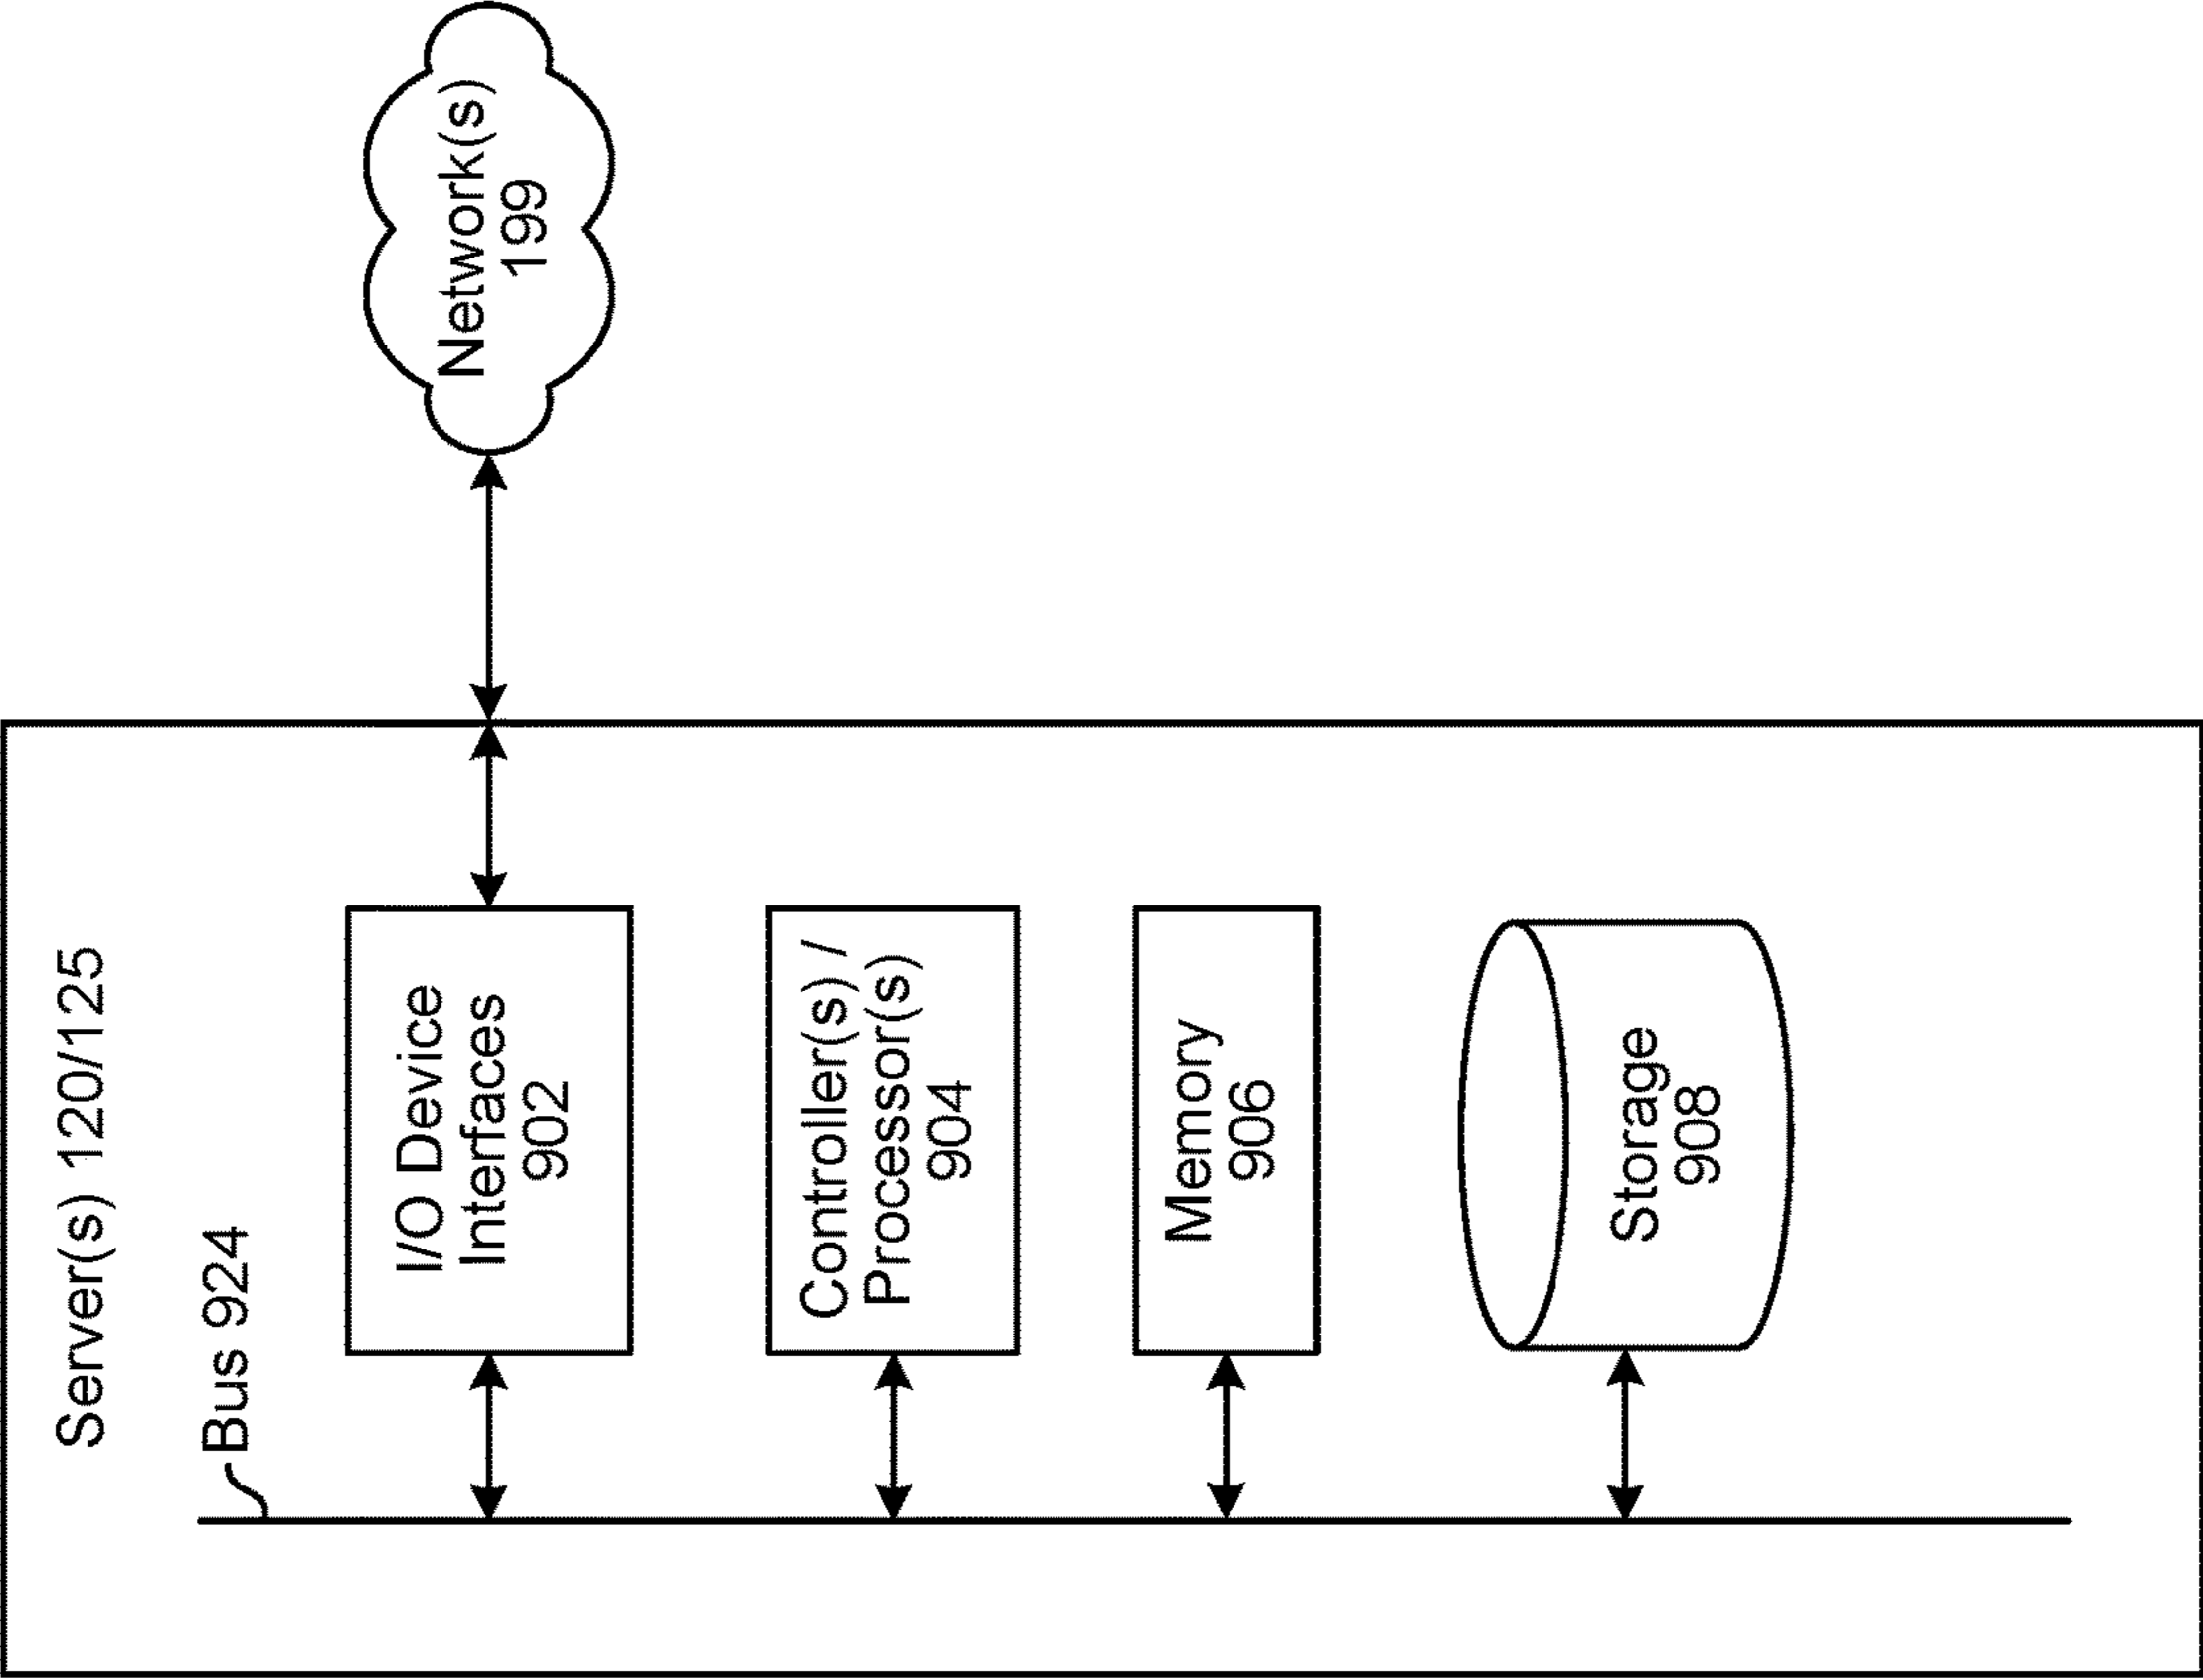 Server(s) 120/125
Bus 924
I/O Device
Interfaces
902
Controller(s) /
Processor(s)
904
Memory
906
Storage
908
Network(s)
199